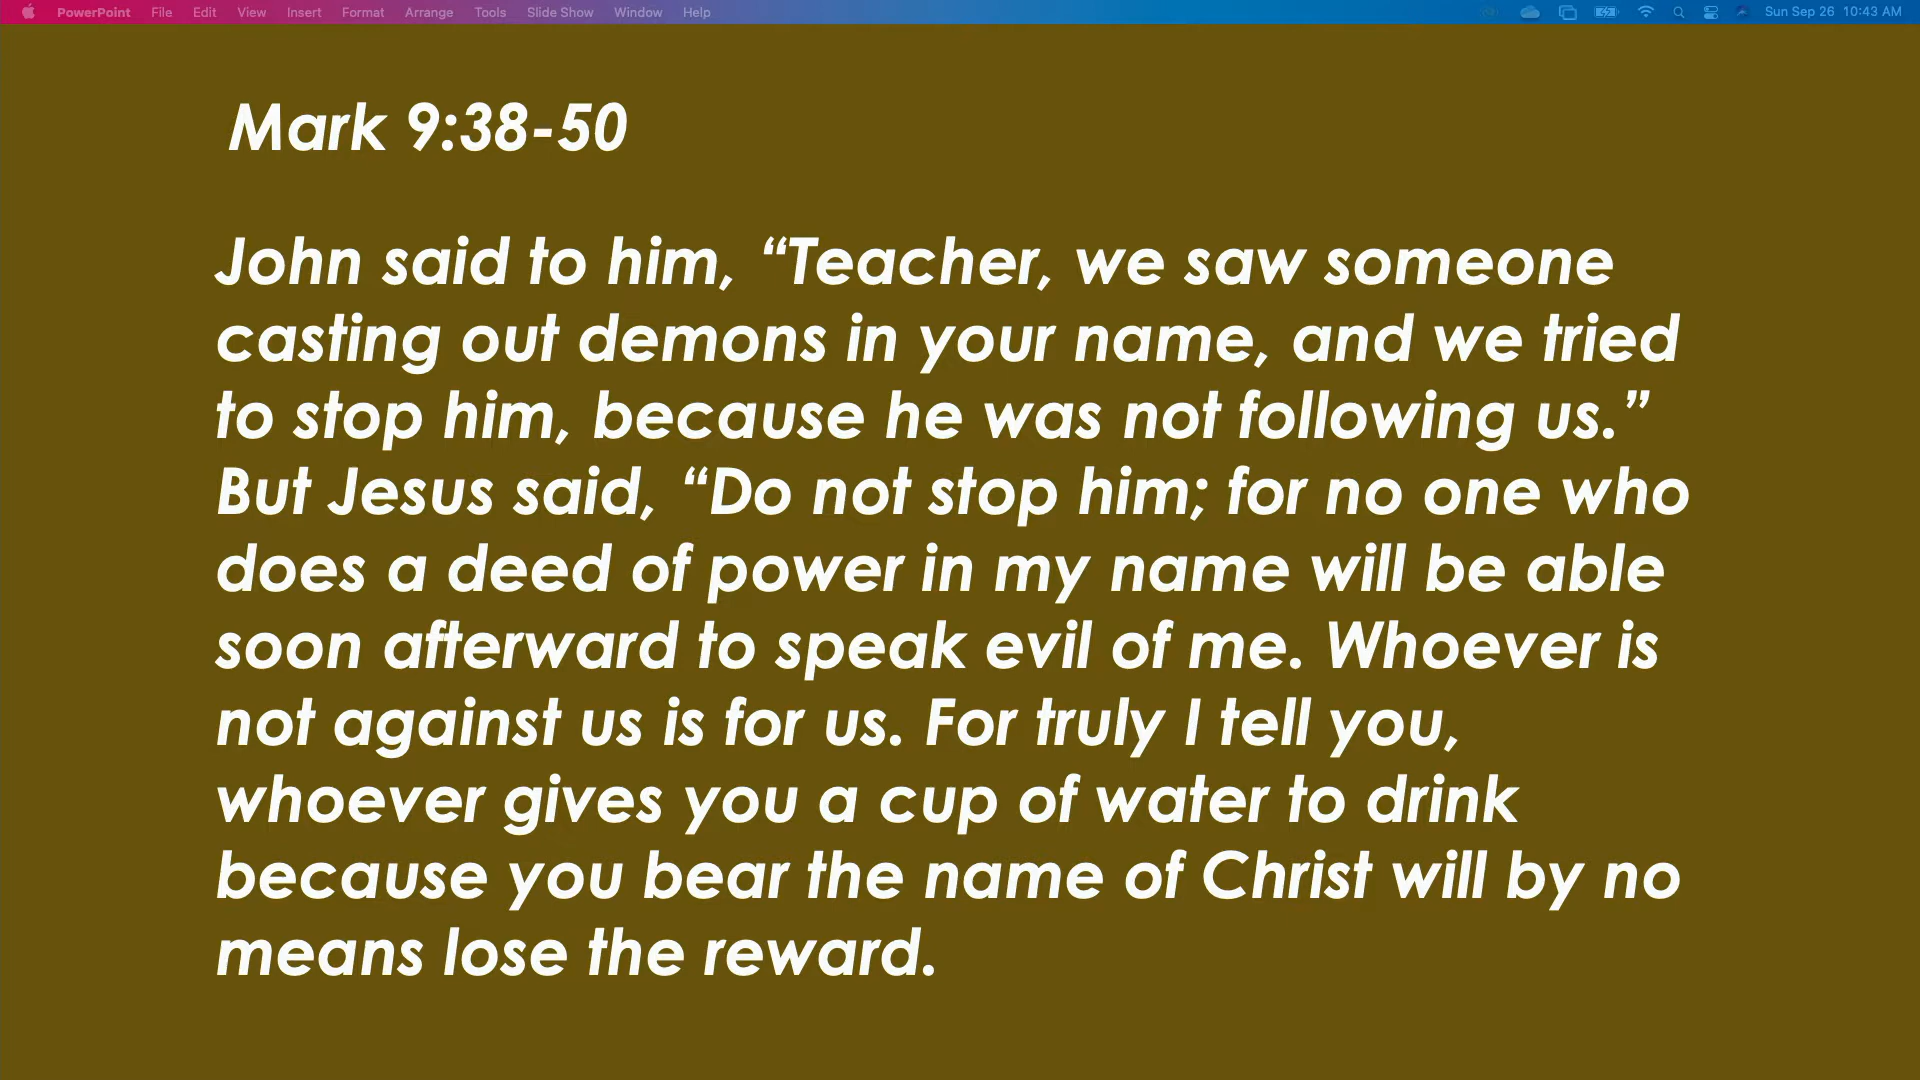 PowerPoint File Edit View Insert Format Arrange Tools Slide Show Window Help Sun Sep 26 10:43 AM
Mark 9:38-50
John said to him, “Teacher, we saw someone
casting out demons in your name, and we tried
to stop him, because he was not following us.”
But Jesus said, “Do not stop him; for no one who
does a deed of power in my name will be able
soon afterward to speak evil of me. Whoever is
not against us is for us. For truly I tell you,
whoever gives you a cup of water to drink
because you bear the name of Christ will by no
means lose the reward.